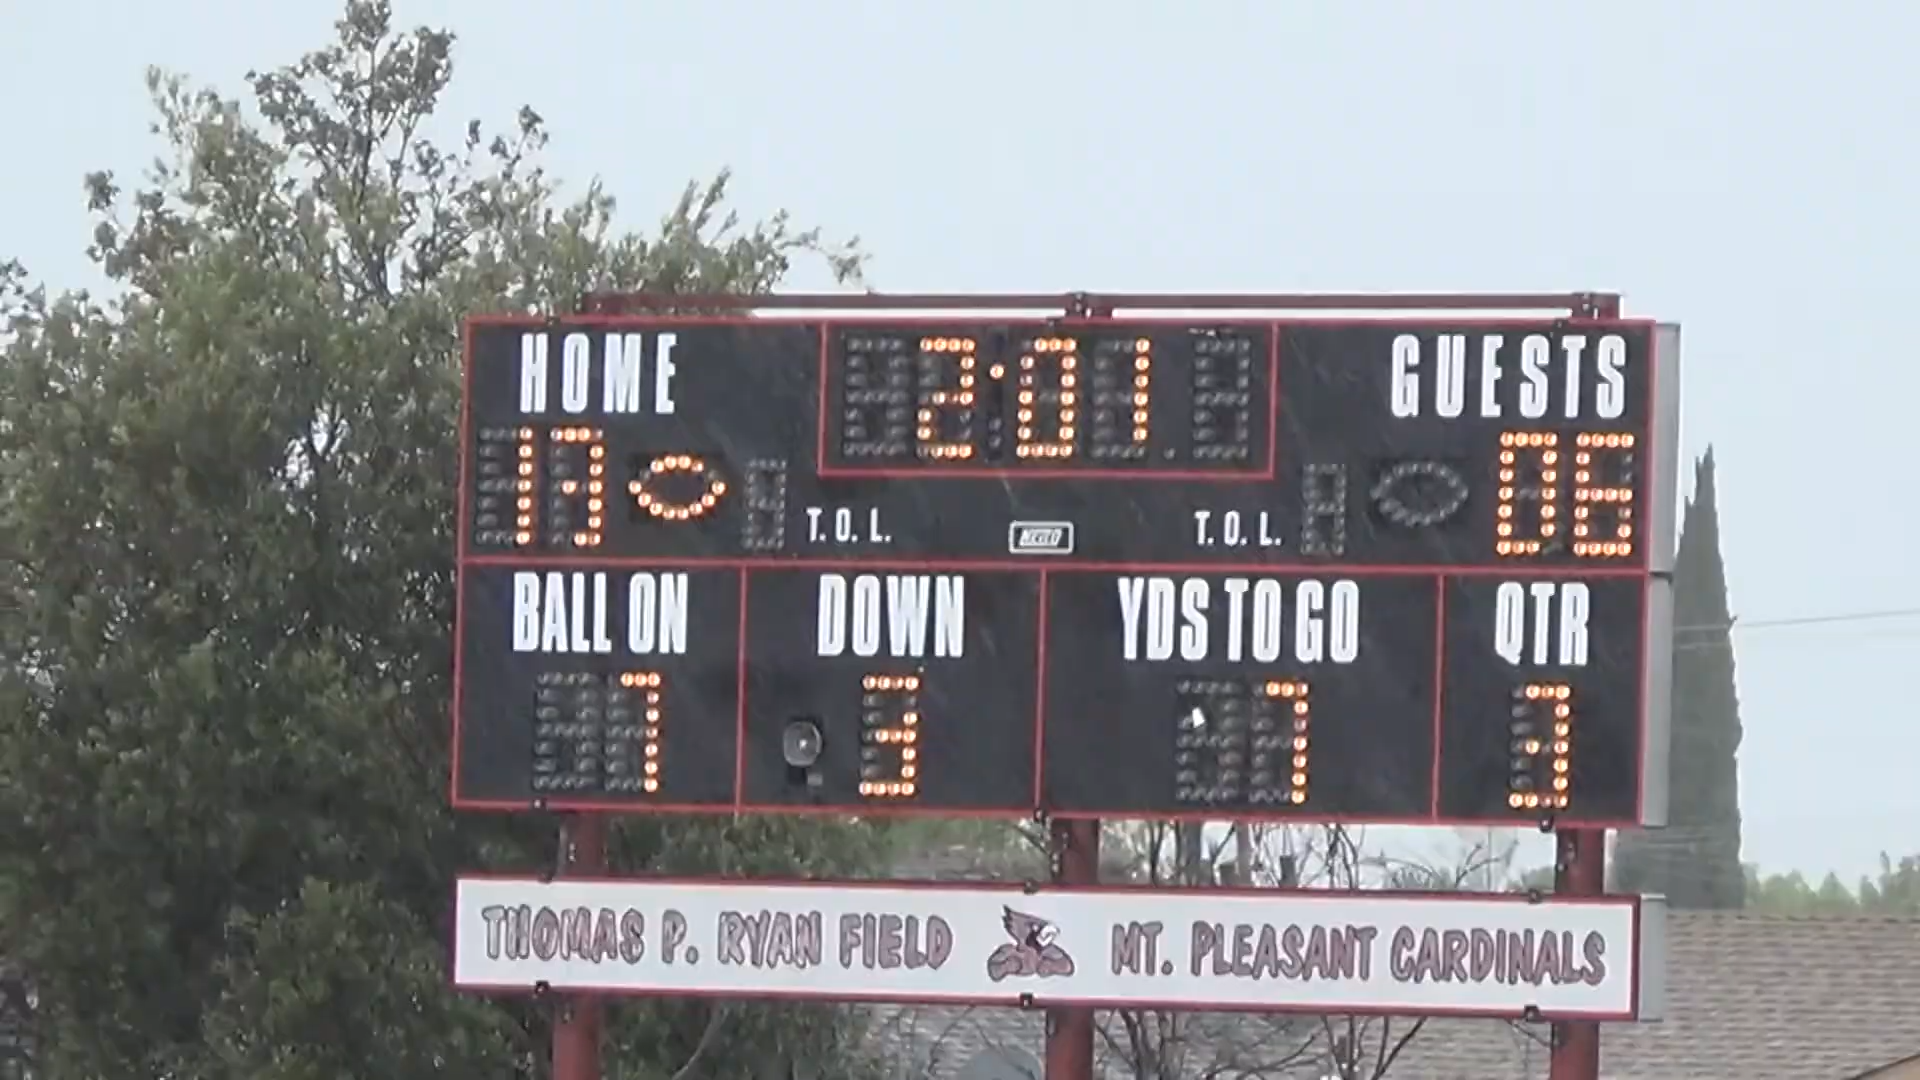 HOME 2:01 GUESTS
13 T.O.L. T.O.L. 06
BALL ON DOWN YDS TO GO QTR
7 3 7 3
THOMAS P. RYAN FIELD MT. PLEASANT CARDINALS